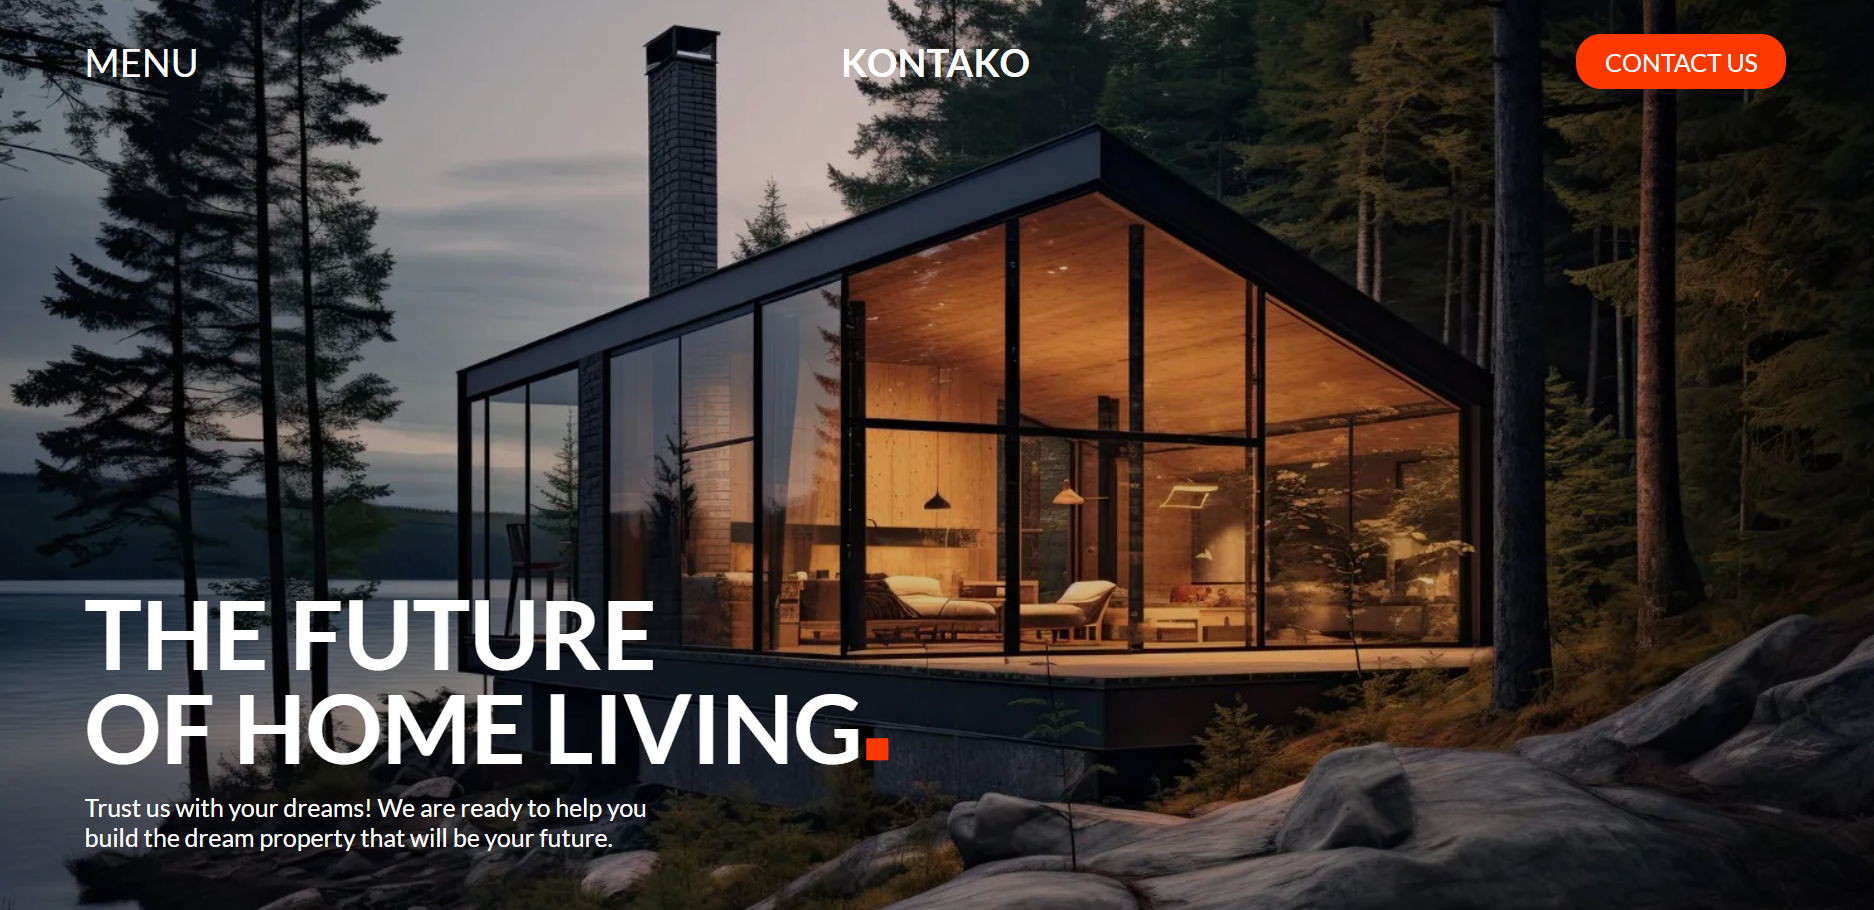 MENU
KONTAKO
CONTACT US
THE FUTURE
OF HOME LIVING.
Trust us with your dreams! We are ready to help you
build the dream property that will be your future.